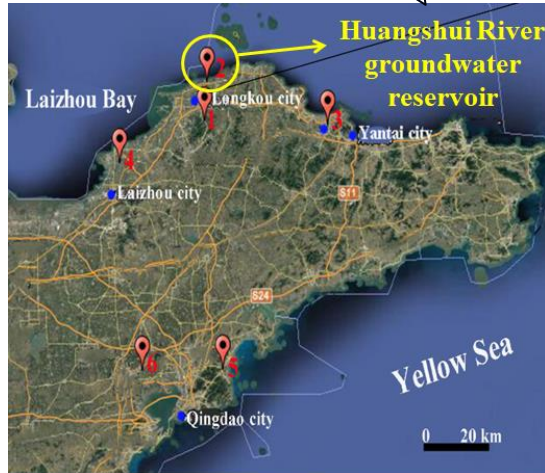 Huangshui River
groundwater
reservoir
2
Laizhou Bay
Longkou city
1
3
Yantai city
4
Laizhou city
S11
S24
6
5
Yellow Sea
Qingdao city
0 20 km